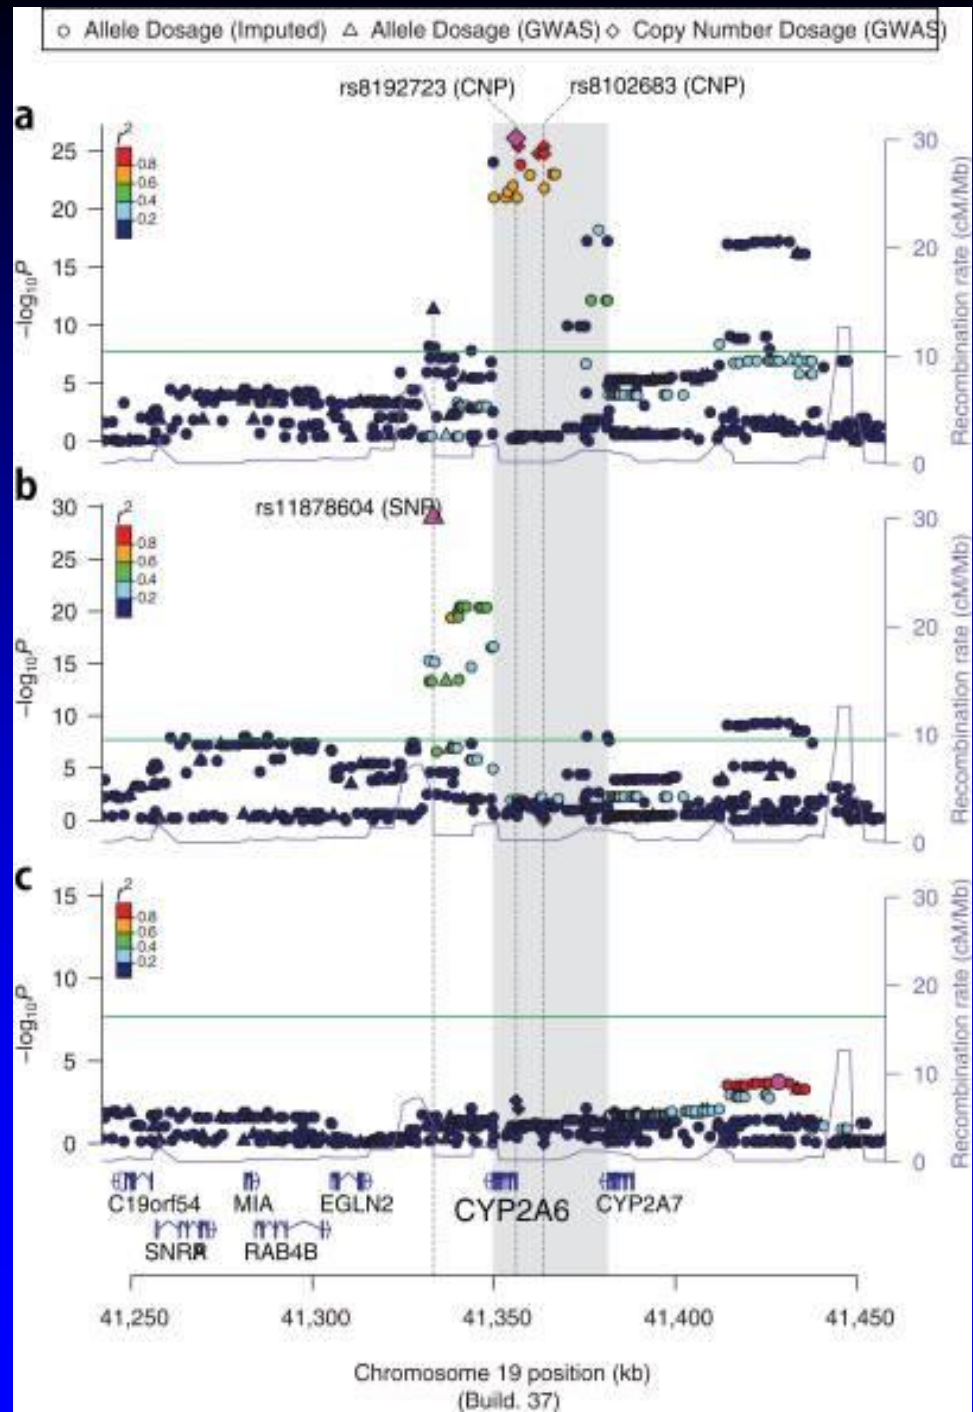 Allele Dosage (Imputed) Allele Dosage (GWAS) Copy Number Dosage (GWAS)
rs8192723 (CNP) rs8102683 (CNP)
a
r²
0.8
0.6
0.4
0.2
25
20
15
10
5
0
−log₁₀P
30
20
10
0
Recombination rate (cM/Mb)
b
rs11878604 (SNP)
r²
0.8
0.6
0.4
0.2
30
25
20
15
10
5
0
−log₁₀P
30
20
10
0
Recombination rate (cM/Mb)
c
r²
0.8
0.6
0.4
0.2
15
10
5
0
−log₁₀P
30
20
10
0
Recombination rate (cM/Mb)
C19orf54 MIA EGLN2 CYP2A6 CYP2A7
RAB4B
41,250 41,300 41,350 41,400 41,450
Chromosome 19 position (kb)
(Build. 37)